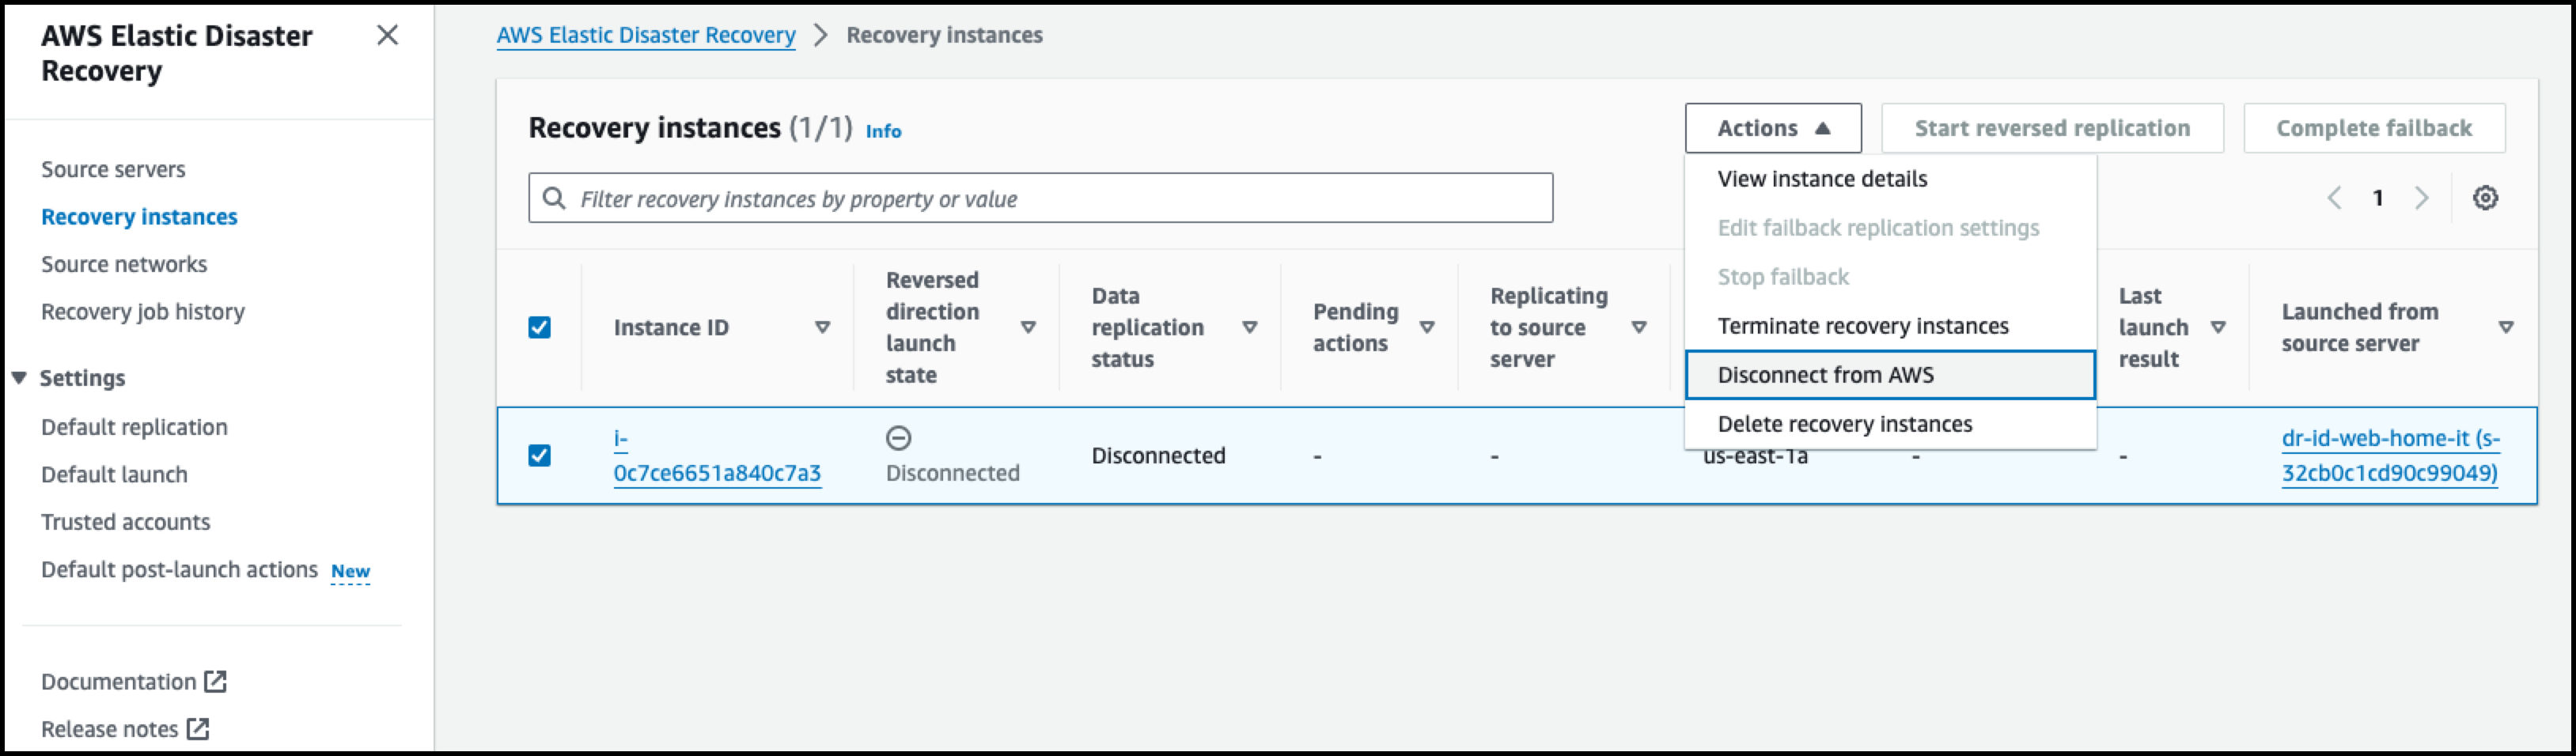 AWS Elastic Disaster
Recovery
Source servers
Recovery instances
Source networks
Recovery job history
Settings
Default replication
Default launch
Trusted accounts
Default post-launch actions New
Documentation
Release notes
AWS Elastic Disaster Recovery > Recovery instances
Recovery instances (1/1) Info
Actions
Start reversed replication
Complete failback
Filter recovery instances by property or value
1
View instance details
Edit failback replication settings
Stop failback
Terminate recovery instances
Disconnect from AWS
Delete recovery instances
Instance ID
Reversed
direction
launch
state
Data
replication
status
Pending
actions
Replicating
to source
server
Last
launch
result
Launched from
source server
i-
0c7ce6651a840c7a3
Disconnected
Disconnected
-
-
us-east-1a
-
-
dr-id-web-home-it (s-
32cb0c1cd90c99049)